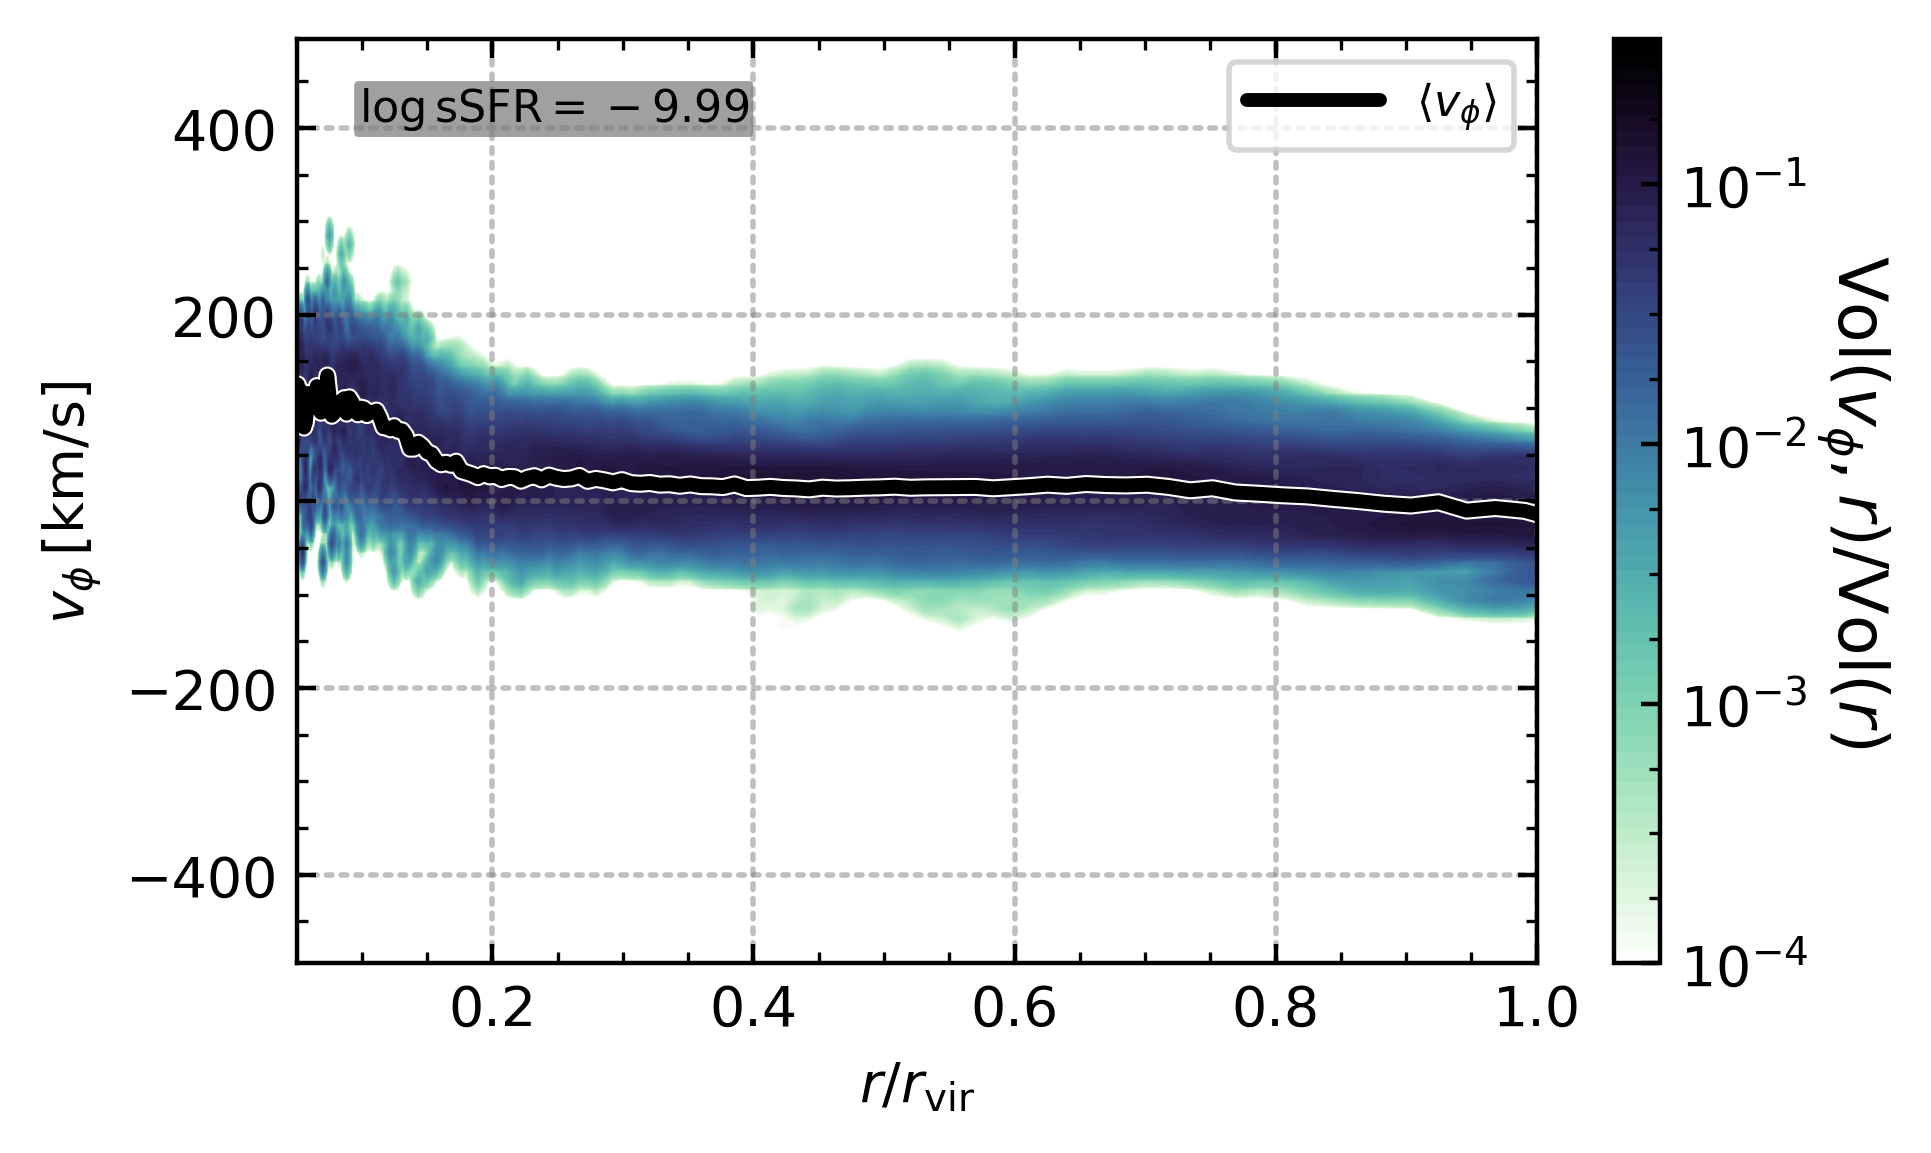 log sSFR = −9.99
⟨v_ϕ⟩
400
200
0
−200
−400
v_ϕ [km/s]
0.2 0.4 0.6 0.8 1.0
r/r_vir
10^−1
10^−2
10^−3
10^−4
Vol(v_ϕ, r)/Vol(r)